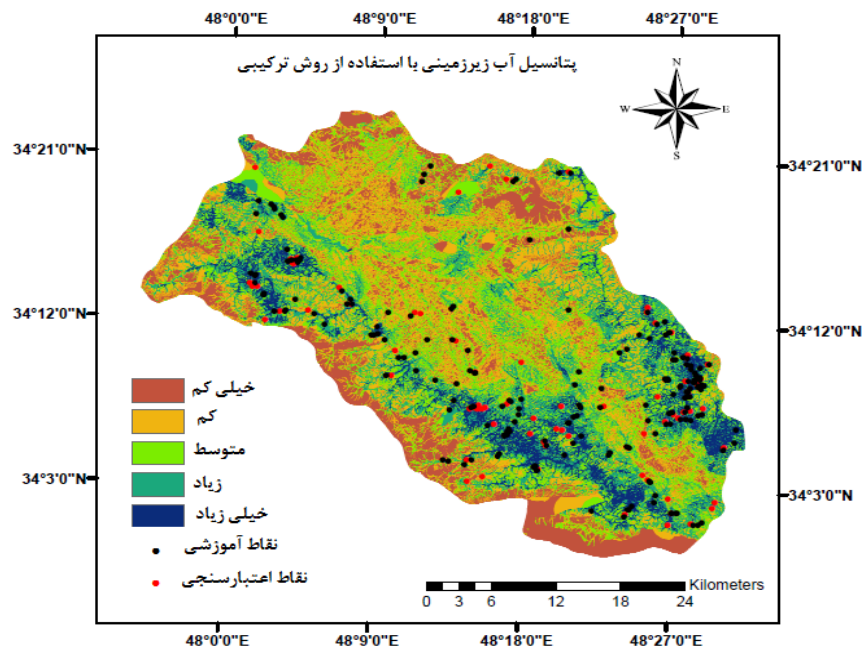 48°0'0"E 48°9'0"E 48°18'0"E 48°27'0"E
پتانسیل آب زیرزمینی با استفاده از روش ترکیبی
N
W E
S
34°21'0"N 34°21'0"N
34°12'0"N 34°12'0"N
34°3'0"N 34°3'0"N
خیلی کم
کم
متوسط
زیاد
خیلی زیاد
نقاط آموزشی
نقاط اعتبارسنجی
Kilometers
0 3 6 12 18 24
48°0'0"E 48°9'0"E 48°18'0"E 48°27'0"E